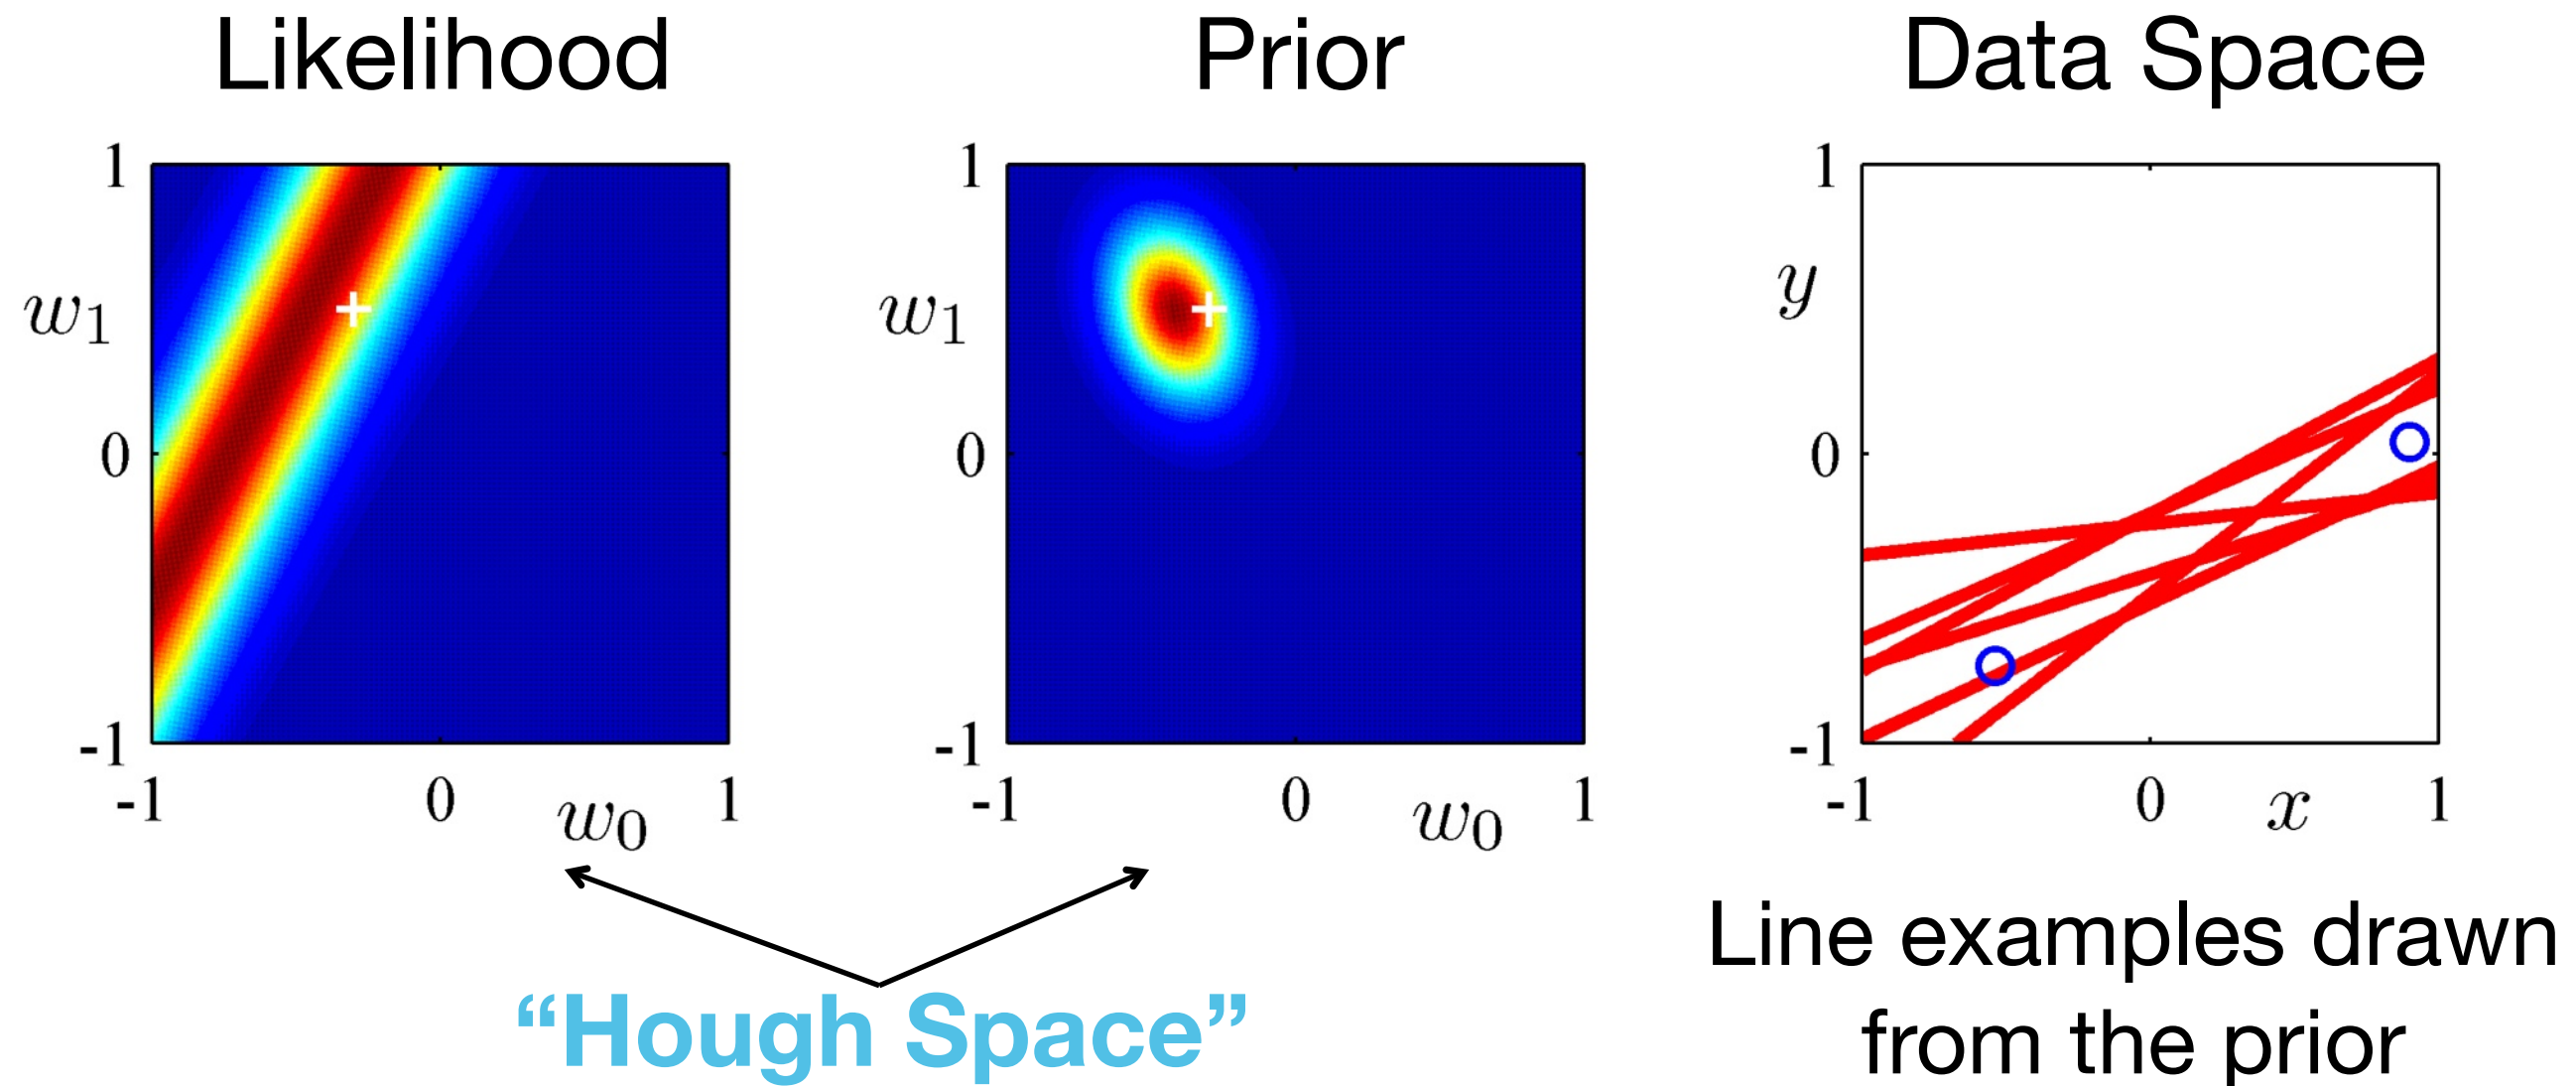 Likelihood
Prior
Data Space
1
w₁
0
-1
-1 0 w₀ 1
1
w₁
0
-1
-1 0 w₀ 1
1
y
0
-1
-1 0 x 1
“Hough Space”
Line examples drawn
from the prior